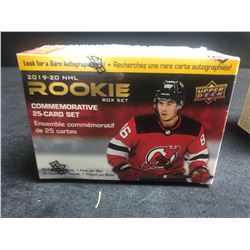 Look for a Rare Autograph • Recherchez une rare carte autographiée!
2019-20 NHL
ROOKIE
BOX SET
UPPER DECK
COMMEMORATIVE
25-CARD SET
Ensemble commémoratif
de 25 cartes
86